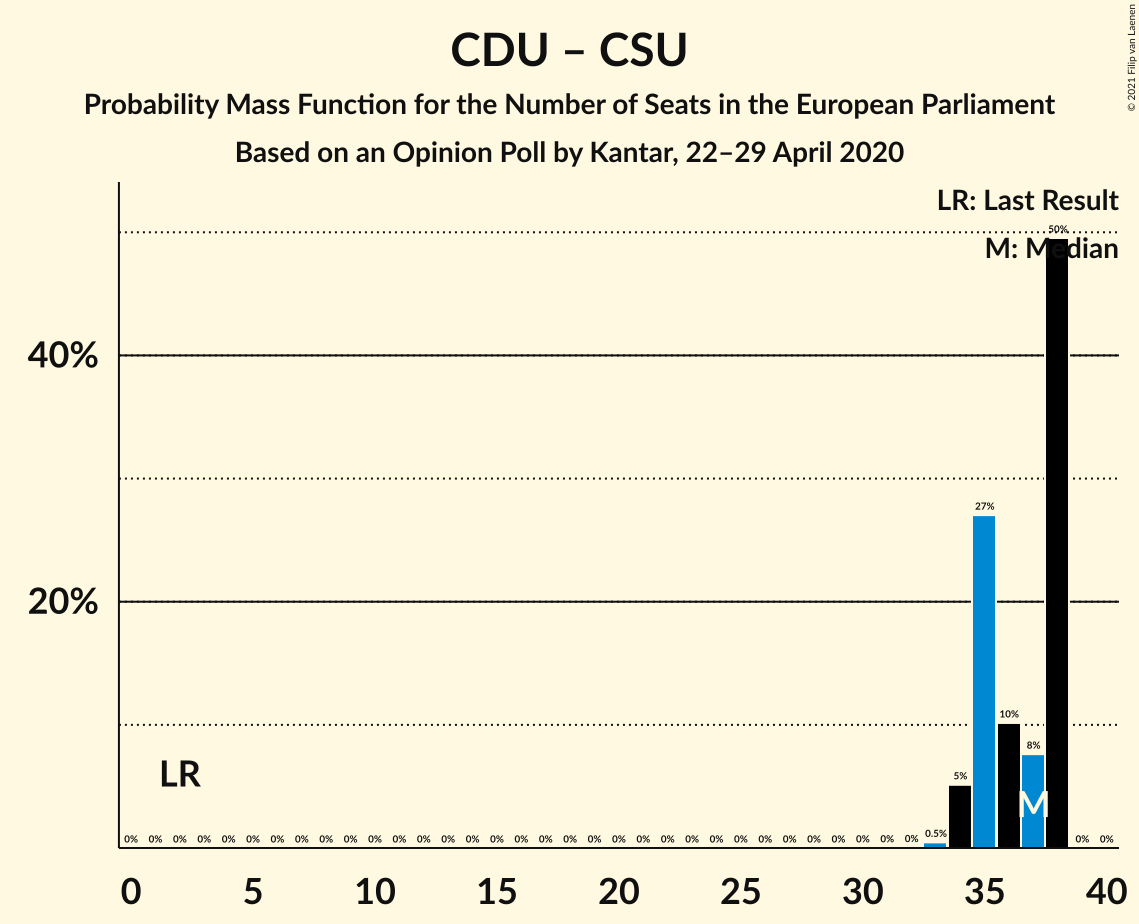 CDU – CSU
Probability Mass Function for the Number of Seats in the European Parliament
Based on an Opinion Poll by Kantar, 22–29 April 2020
© 2021 Filip van Laenen
LR: Last Result
M: Median
50%
40%
27%
20%
10%
8%
5%
0.5%
LR
M
0% 0% 0% 0% 0% 0% 0% 0% 0% 0% 0% 0% 0% 0% 0% 0% 0% 0% 0% 0% 0% 0% 0% 0% 0% 0% 0% 0% 0% 0% 0% 0% 0% 0% 0%
0 5 10 15 20 25 30 35 40